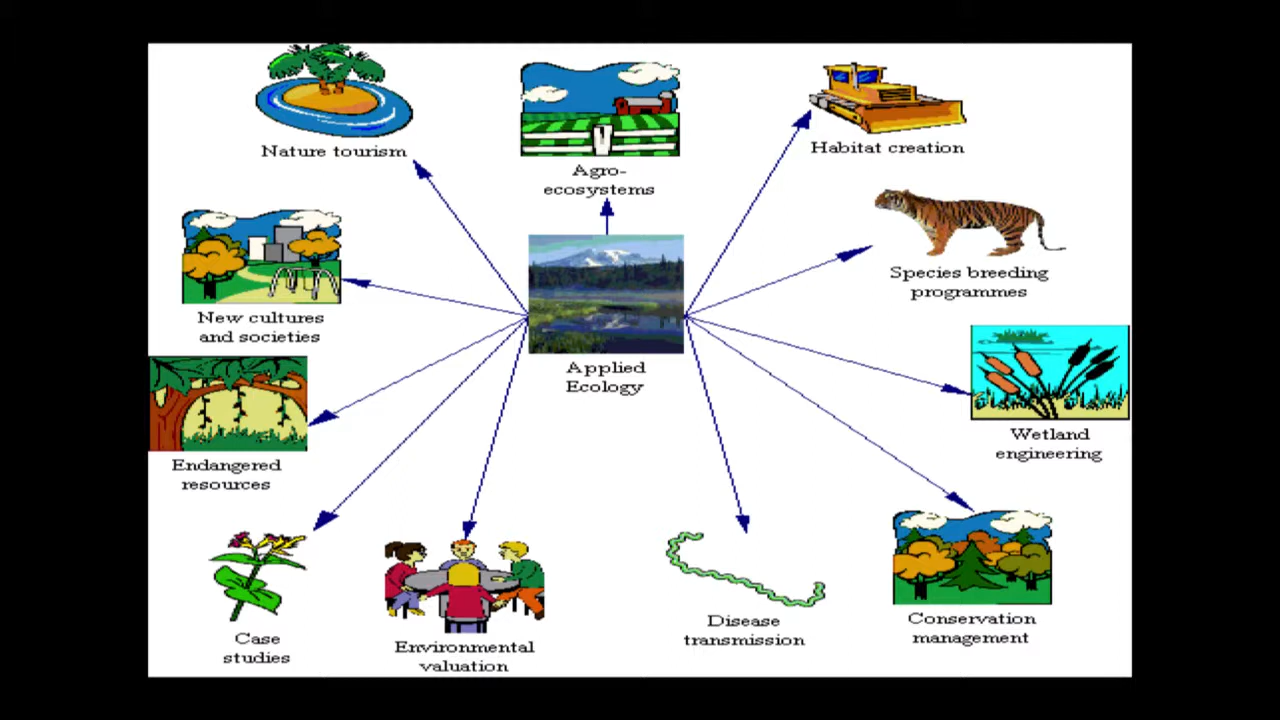 Nature tourism
Agro-
ecosystems
Habitat creation
Species breeding
programmes
New cultures
and societies
Applied
Ecology
Wetland
engineering
Endangered
resources
Case
studies
Environmental
valuation
Disease
transmission
Conservation
management